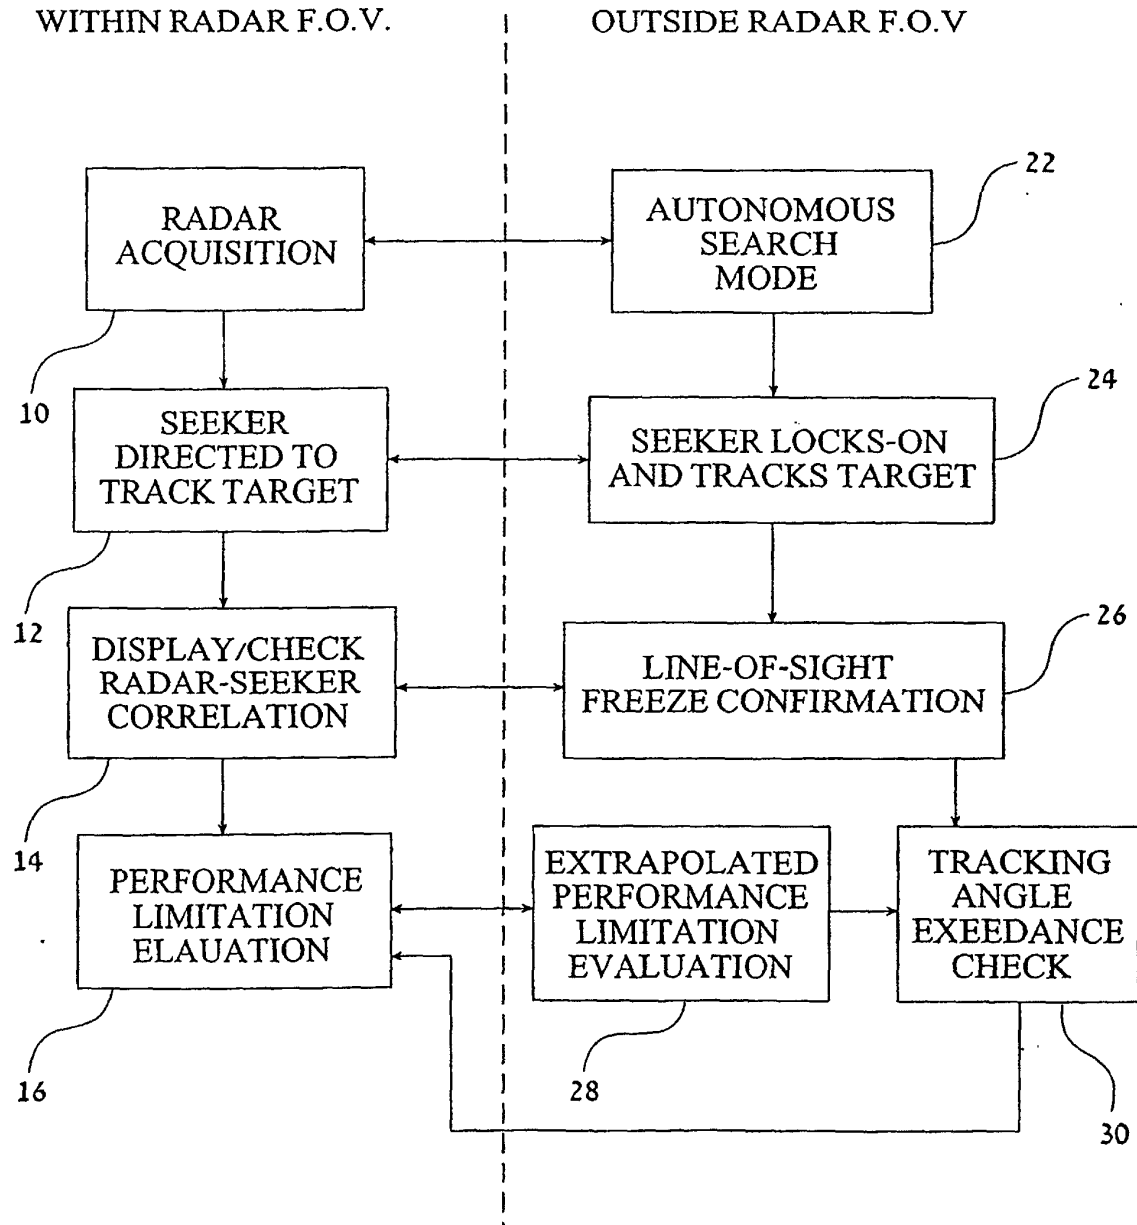 WITHIN RADAR F.O.V.
OUTSIDE RADAR F.O.V
RADAR
ACQUISITION
10
AUTONOMOUS
SEARCH
MODE
22
SEEKER
DIRECTED TO
TRACK TARGET
12
SEEKER LOCKS-ON
AND TRACKS TARGET
24
DISPLAY/CHECK
RADAR-SEEKER
CORRELATION
14
LINE-OF-SIGHT
FREEZE CONFIRMATION
26
PERFORMANCE
LIMITATION
ELAUATION
16
EXTRAPOLATED
PERFORMANCE
LIMITATION
EVALUATION
28
TRACKING
ANGLE
EXEEDANCE
CHECK
30